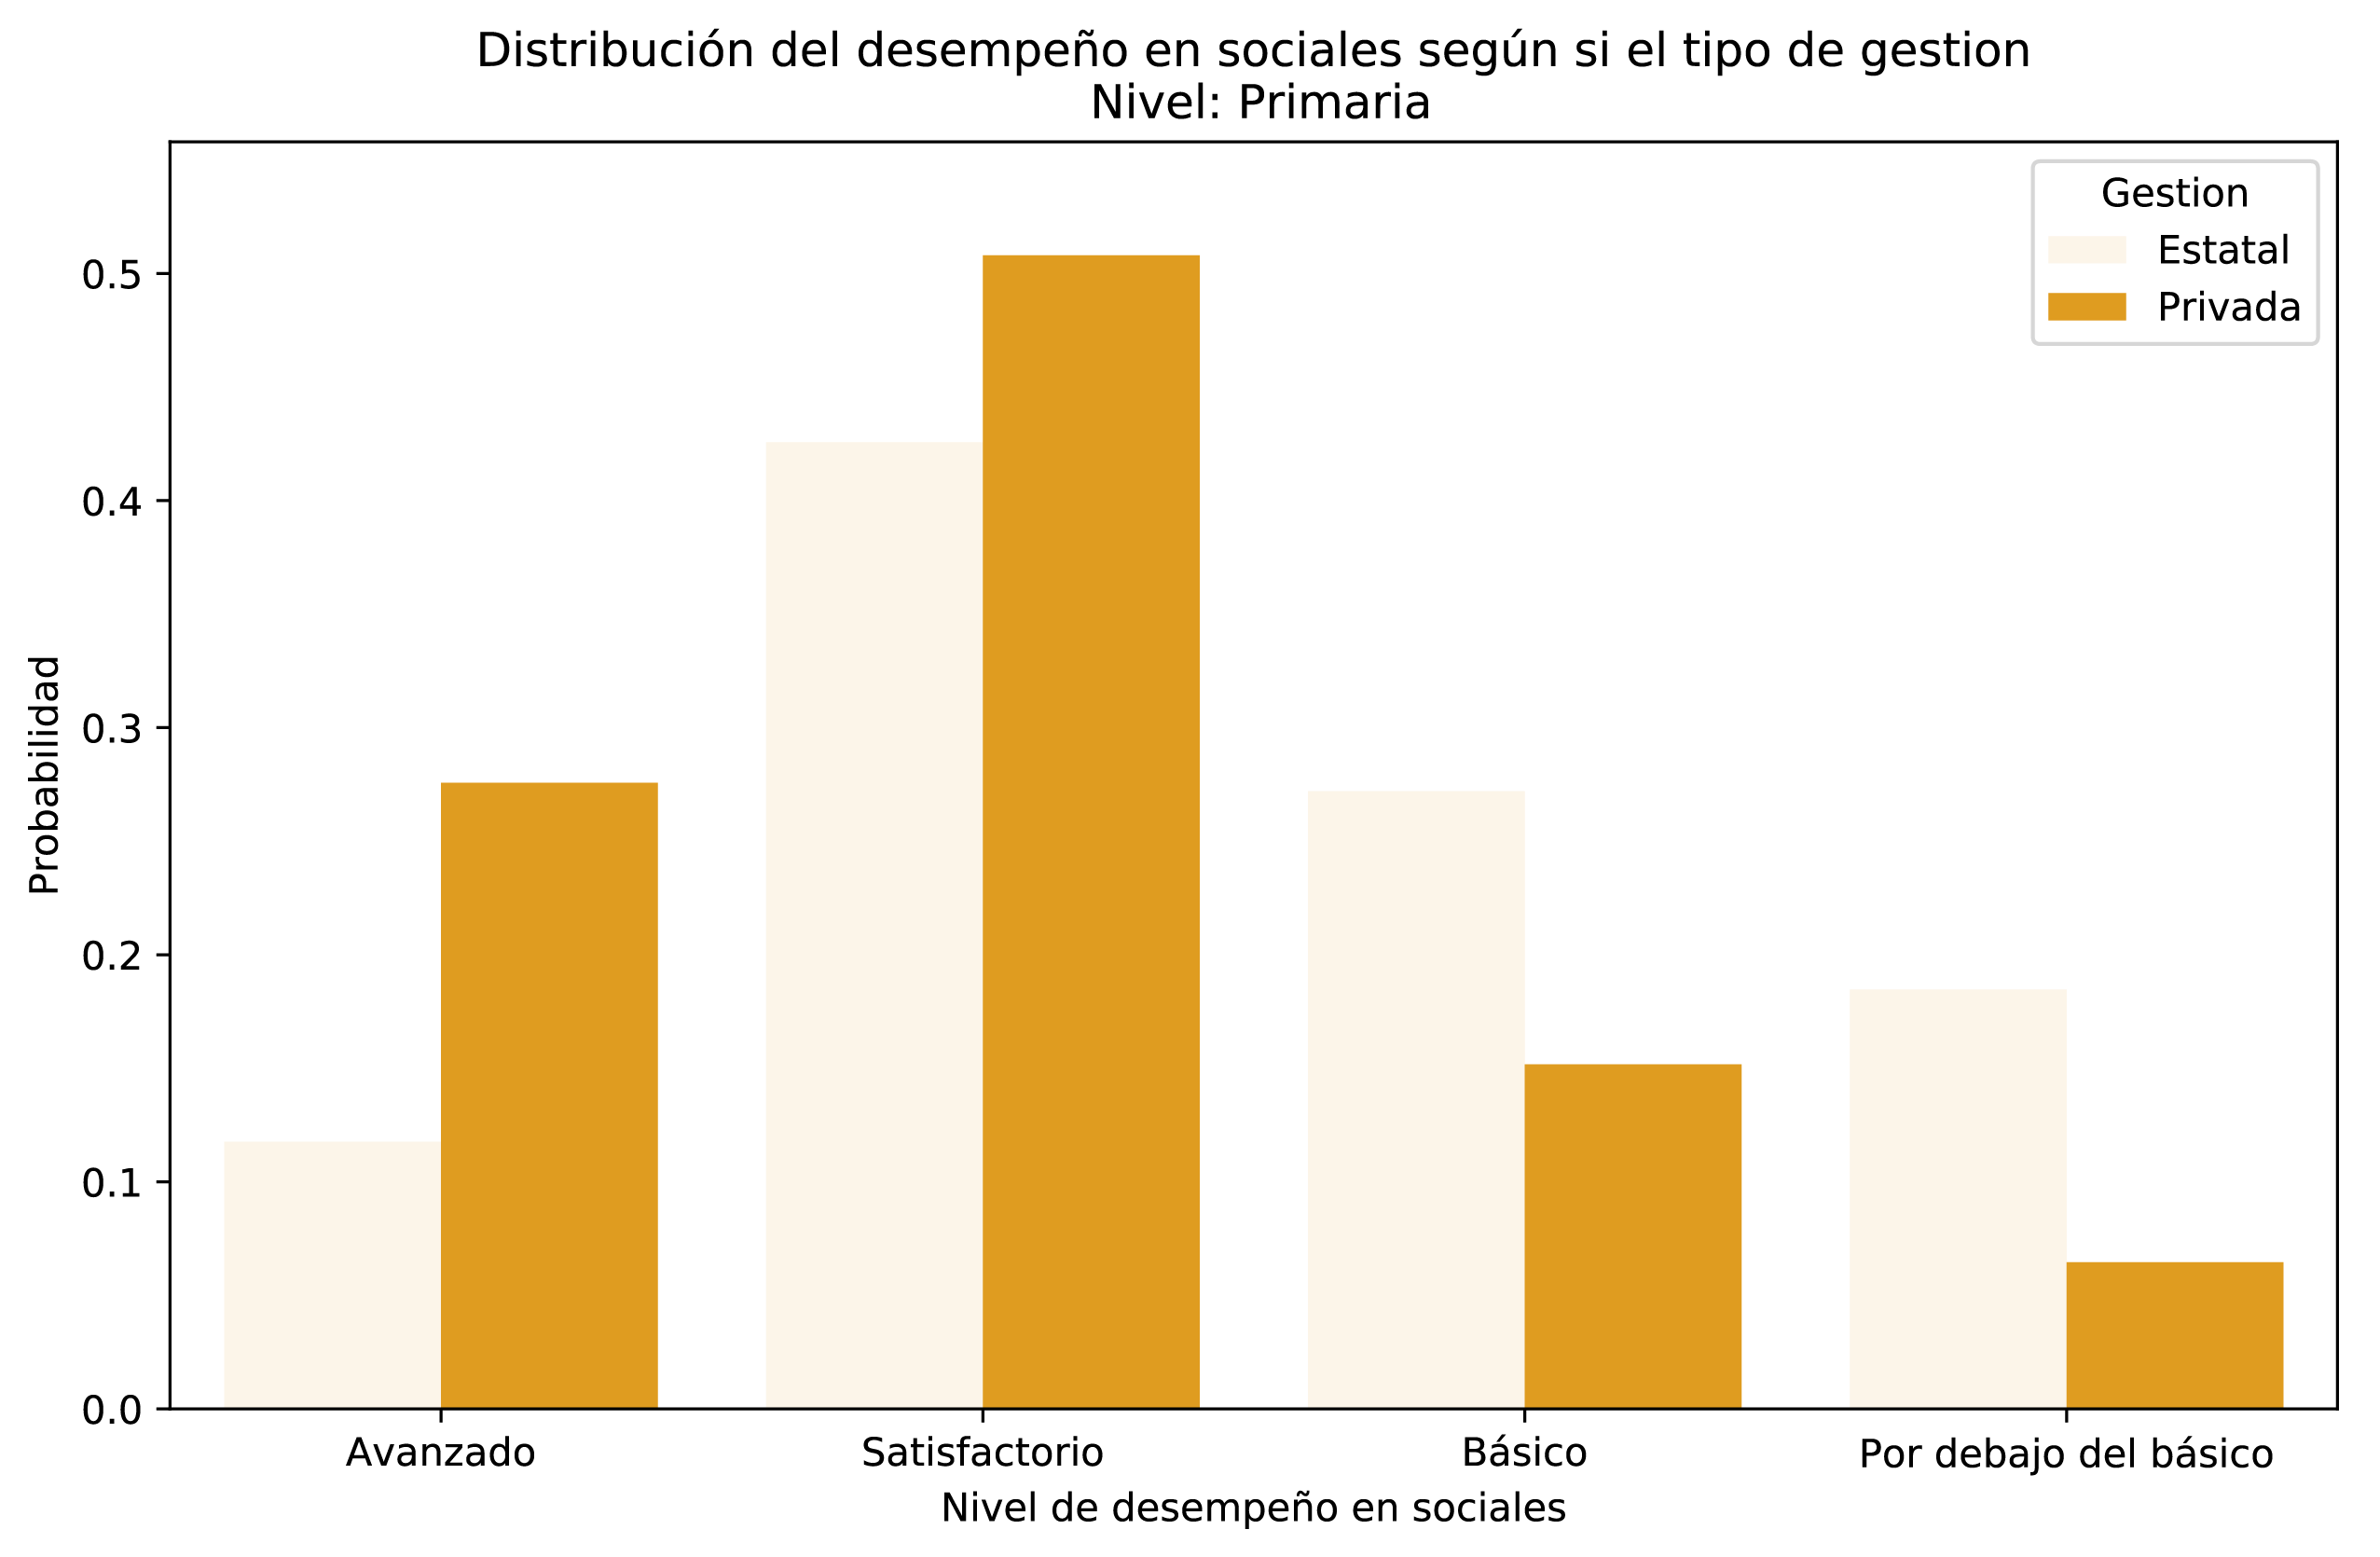 Distribución del desempeño en sociales según si el tipo de gestion
Nivel: Primaria
Gestion
Estatal
Privada
Probabilidad
0.5
0.4
0.3
0.2
0.1
0.0
Avanzado
Satisfactorio
Básico
Por debajo del básico
Nivel de desempeño en sociales